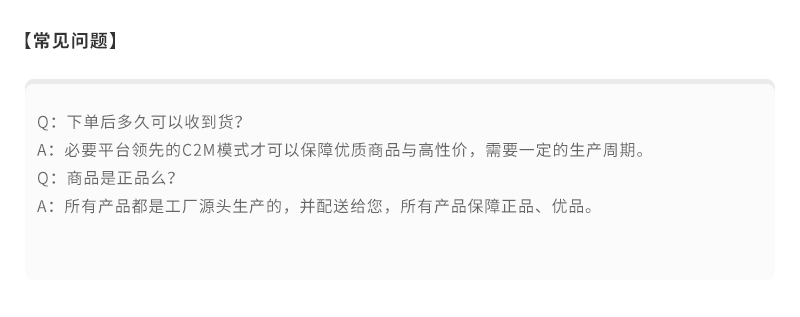 【常见问题】
Q：下单后多久可以收到货？
A：必要平台领先的C2M模式才可以保障优质商品与高性价，需要一定的生产周期。
Q：商品是正品么？
A：所有产品都是工厂源头生产的，并配送给您，所有产品保障正品、优品。